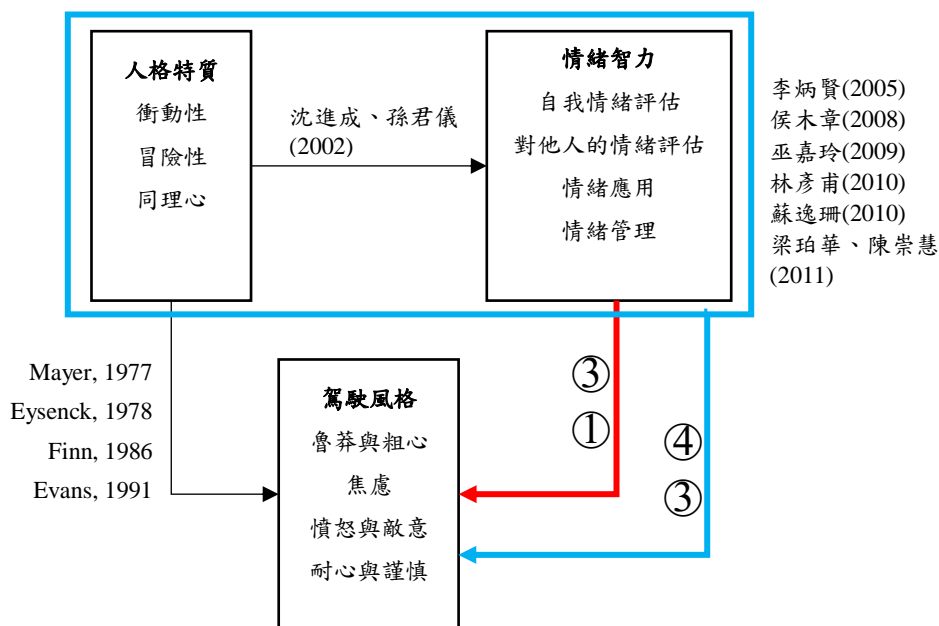 人格特質
衝動性
冒險性
同理心
沈進成、孫君儀
(2002)
情緒智力
自我情緒評估
對他人的情緒評估
情緒應用
情緒管理
李炳賢(2005)
侯木章(2008)
巫嘉玲(2009)
林彥甫(2010)
蘇逸珊(2010)
梁珀華、陳崇慧
(2011)
Mayer, 1977
Eysenck, 1978
Finn, 1986
Evans, 1991
駕駛風格
魯莽與粗心
焦慮
憤怒與敵意
耐心與謹慎
③
①
④
③